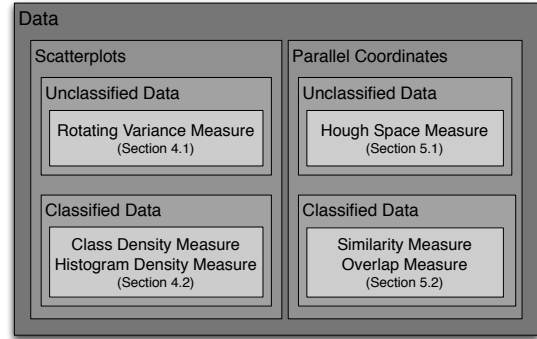 Data
Scatterplots
Unclassified Data
Rotating Variance Measure
(Section 4.1)
Classified Data
Class Density Measure
Histogram Density Measure
(Section 4.2)
Parallel Coordinates
Unclassified Data
Hough Space Measure
(Section 5.1)
Classified Data
Similarity Measure
Overlap Measure
(Section 5.2)